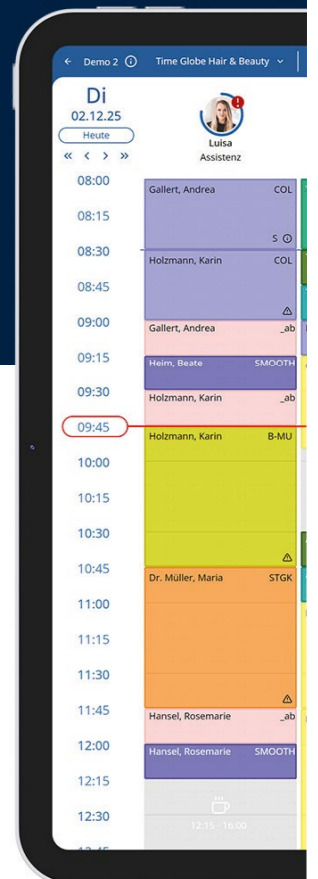 ← Demo 2 Time Globe Hair & Beauty
Di
02.12.25
Heute
« < > »
Luisa
Assistenz
08:00
Gallert, Andrea COL
08:15
S
08:30
Holzmann, Karin COL
08:45
09:00
Gallert, Andrea _ab
09:15
Heim, Beate SMOOTH
09:30
Holzmann, Karin _ab
09:45
Holzmann, Karin B-MU
10:00
10:15
10:30
10:45
Dr. Müller, Maria STGK
11:00
11:15
11:30
11:45
Hansel, Rosemarie _ab
12:00
Hansel, Rosemarie SMOOTH
12:15
12:30
12:15 - 16:00